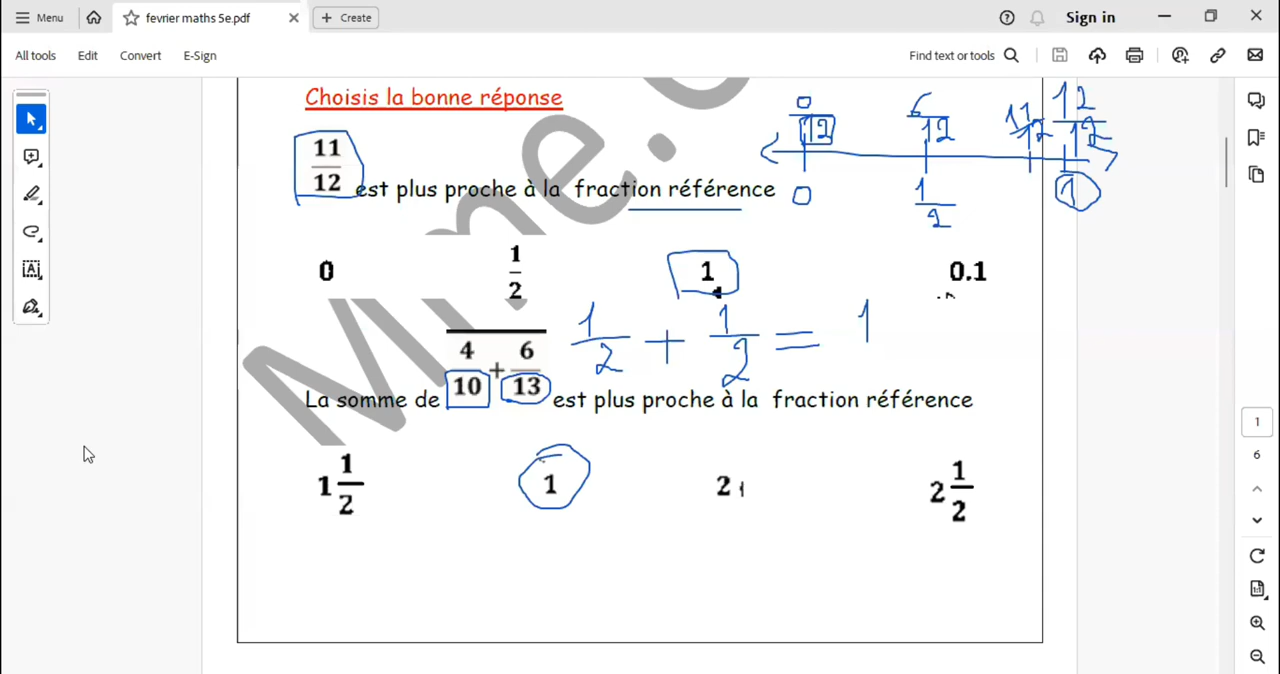 Menu
fevrier maths 5e.pdf
Create
Sign in
All tools Edit Convert E-Sign
Find text or tools
Choisis la bonne réponse
11/12 est plus proche à la fraction référence
0/12 6/12 11/12 12/12
0 1/2 1
0 1/2 1 0.1
1/2 + 1/2 = 1
La somme de 4/10 + 6/13 est plus proche à la fraction référence
1 1/2 1 2 2 1/2
1
6